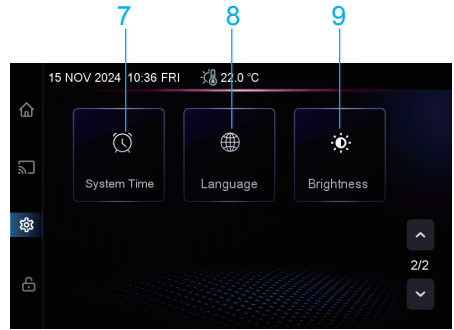 7 8 9
15 NOV 2024 10:36 FRI 22.0 °C
System Time Language Brightness
2/2